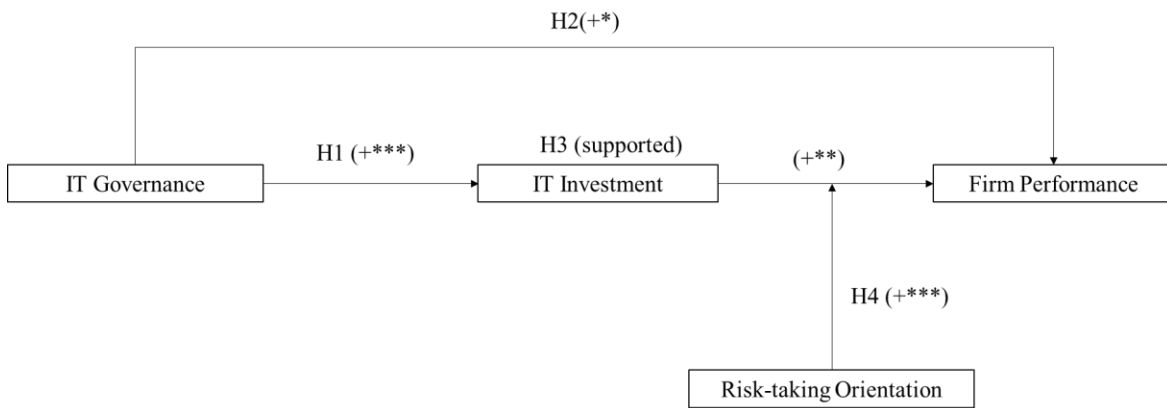 H2(+*)
H1 (+***)
H3 (supported)
(+**)
IT Governance
IT Investment
Firm Performance
H4 (+***)
Risk-taking Orientation